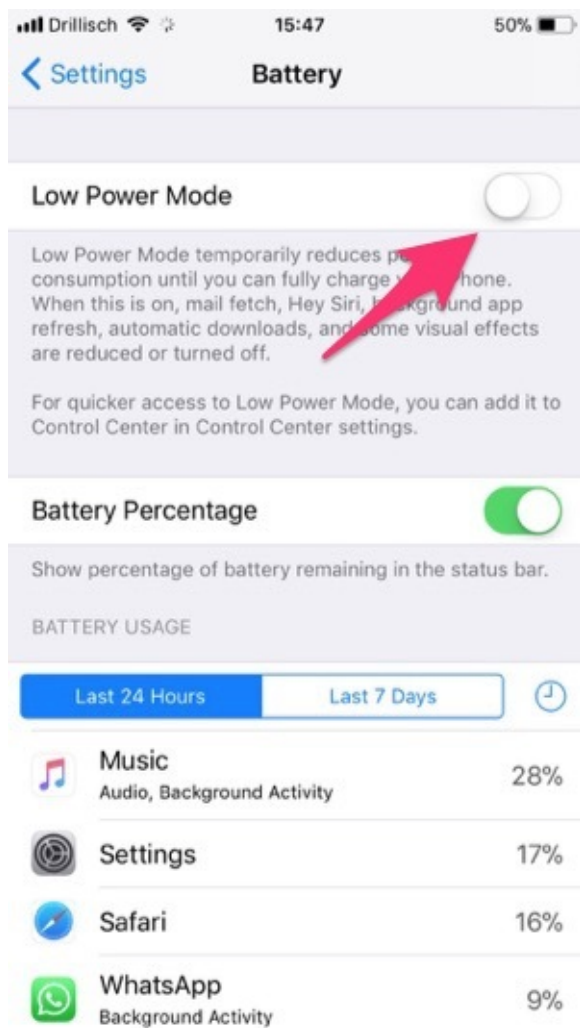 Drillisch 15:47 50%
Settings Battery
Low Power Mode
Low Power Mode temporarily reduces
consumption until you can fully charge hone.
When this is on, mail fetch, Hey Siri, background app
refresh, automatic downloads, and some visual effects
are reduced or turned off.
For quicker access to Low Power Mode, you can add it to
Control Center in Control Center settings.
Battery Percentage
Show percentage of battery remaining in the status bar.
BATTERY USAGE
Last 24 Hours Last 7 Days
Music 28%
Audio, Background Activity
Settings 17%
Safari 16%
WhatsApp 9%
Background Activity